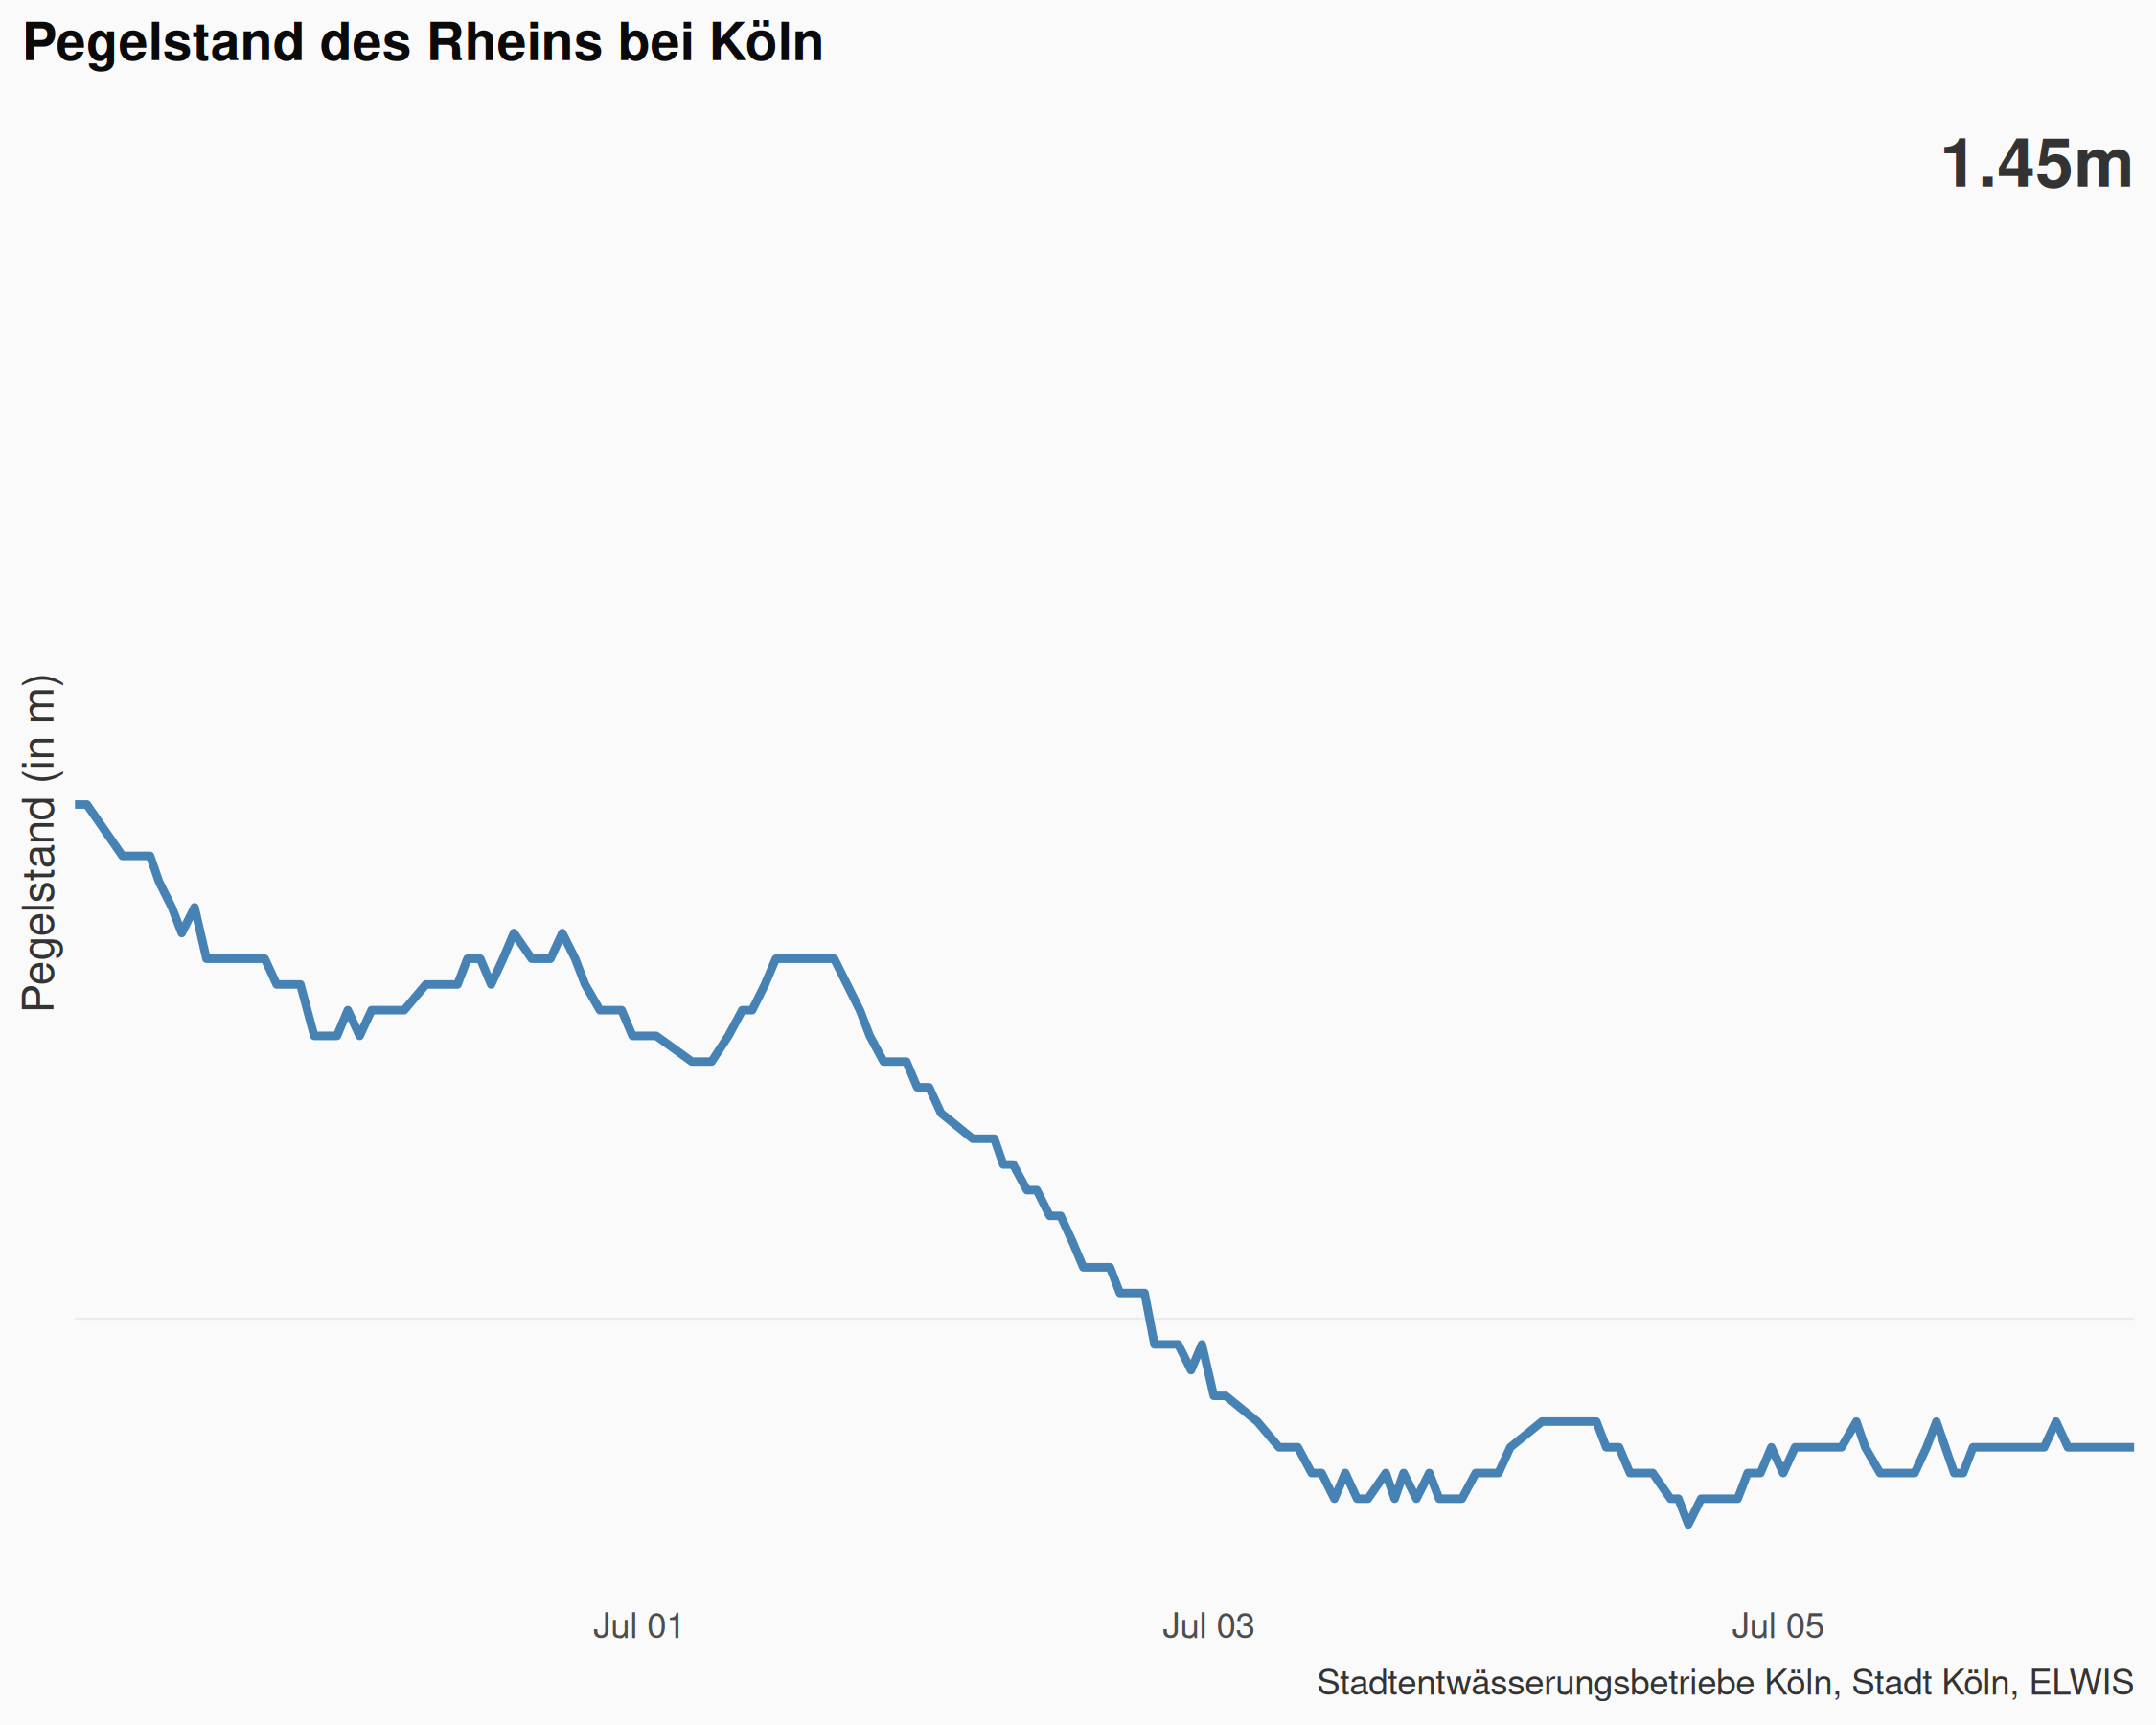 Pegelstand des Rheins bei Köln
1.45m
Pegelstand (in m)
Jul 01
Jul 03
Jul 05
Stadtentwässerungsbetriebe Köln, Stadt Köln, ELWIS